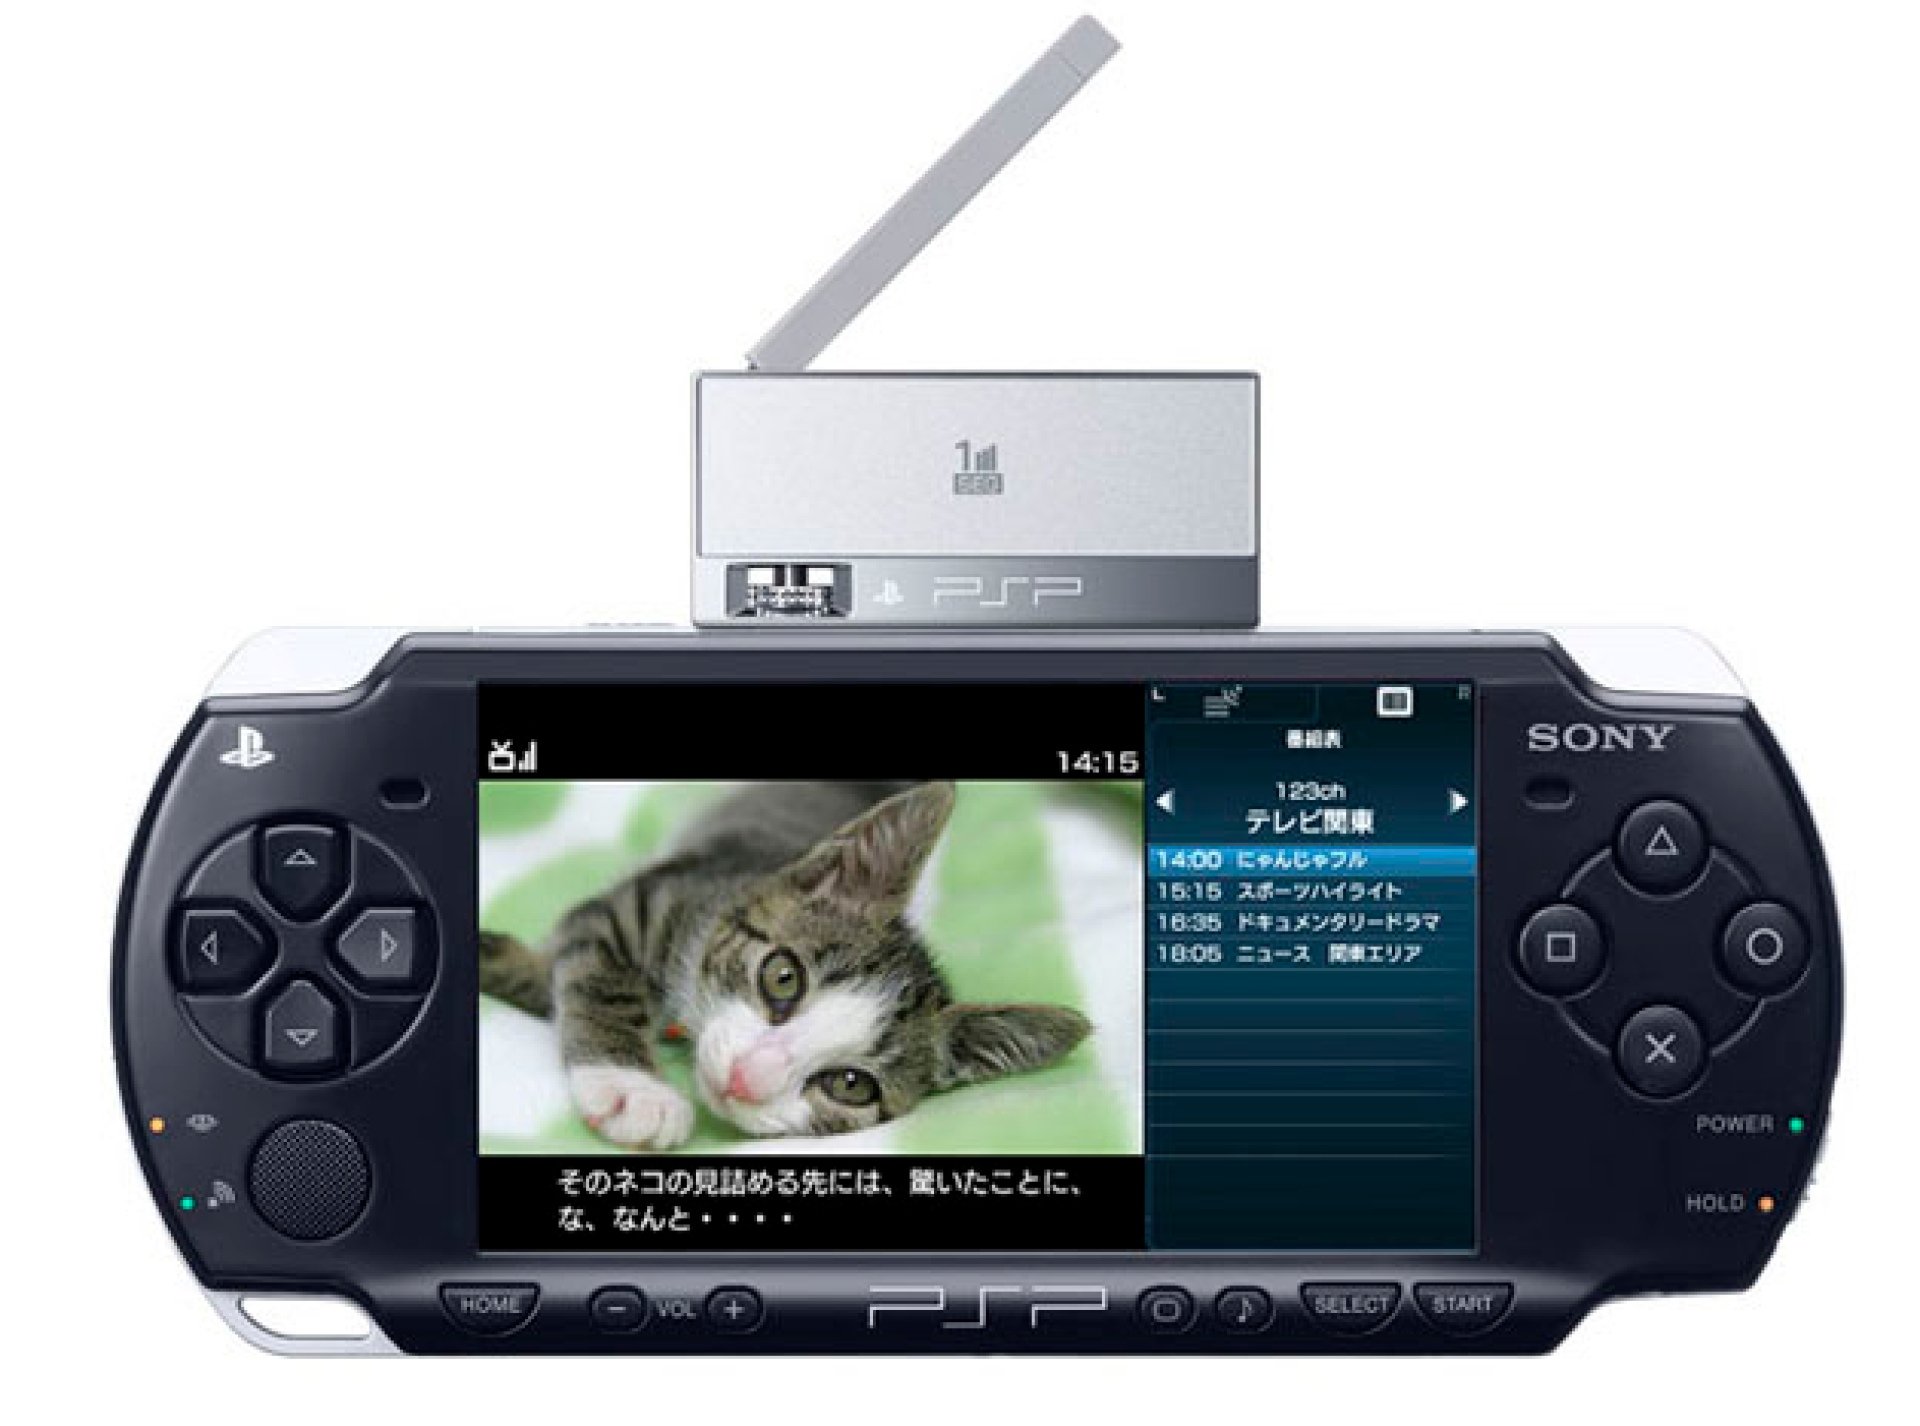 1
SEG
PSP
SONY
14:15
L
R
番組表
123ch
テレビ関東
14:00 にゃんじゃフル
15:15 スポーツハイライト
16:35 ドキュメンタリードラマ
18:05 ニュース 関東エリア
そのネコの見詰める先には、驚いたことに、
な、なんと・・・・
POWER
HOLD
HOME
VOL
PSP
SELECT
START